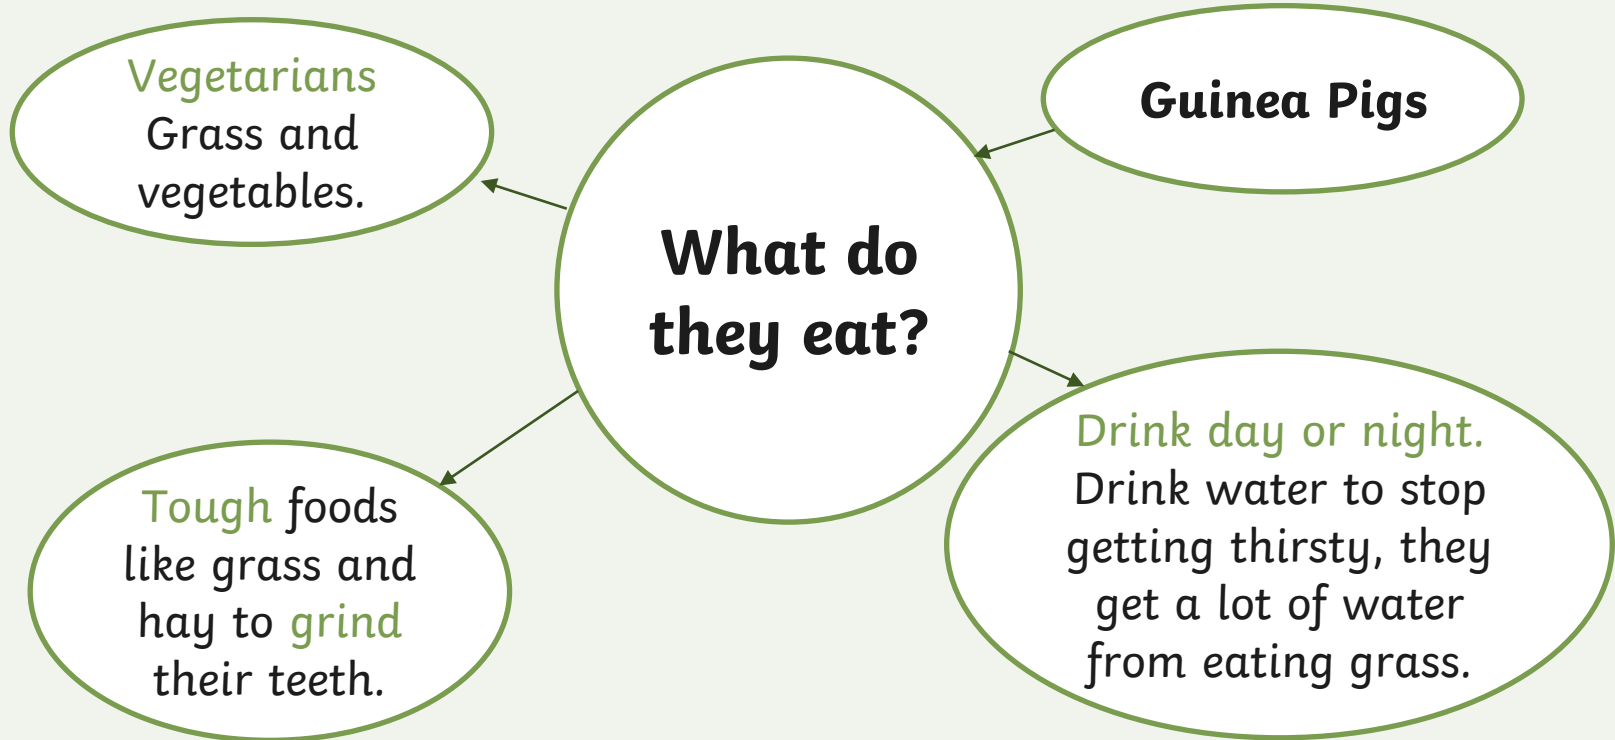 Vegetarians
Grass and
vegetables.
Guinea Pigs
What do
they eat?
Tough foods
like grass and
hay to grind
their teeth.
Drink day or night.
Drink water to stop
getting thirsty, they
get a lot of water
from eating grass.